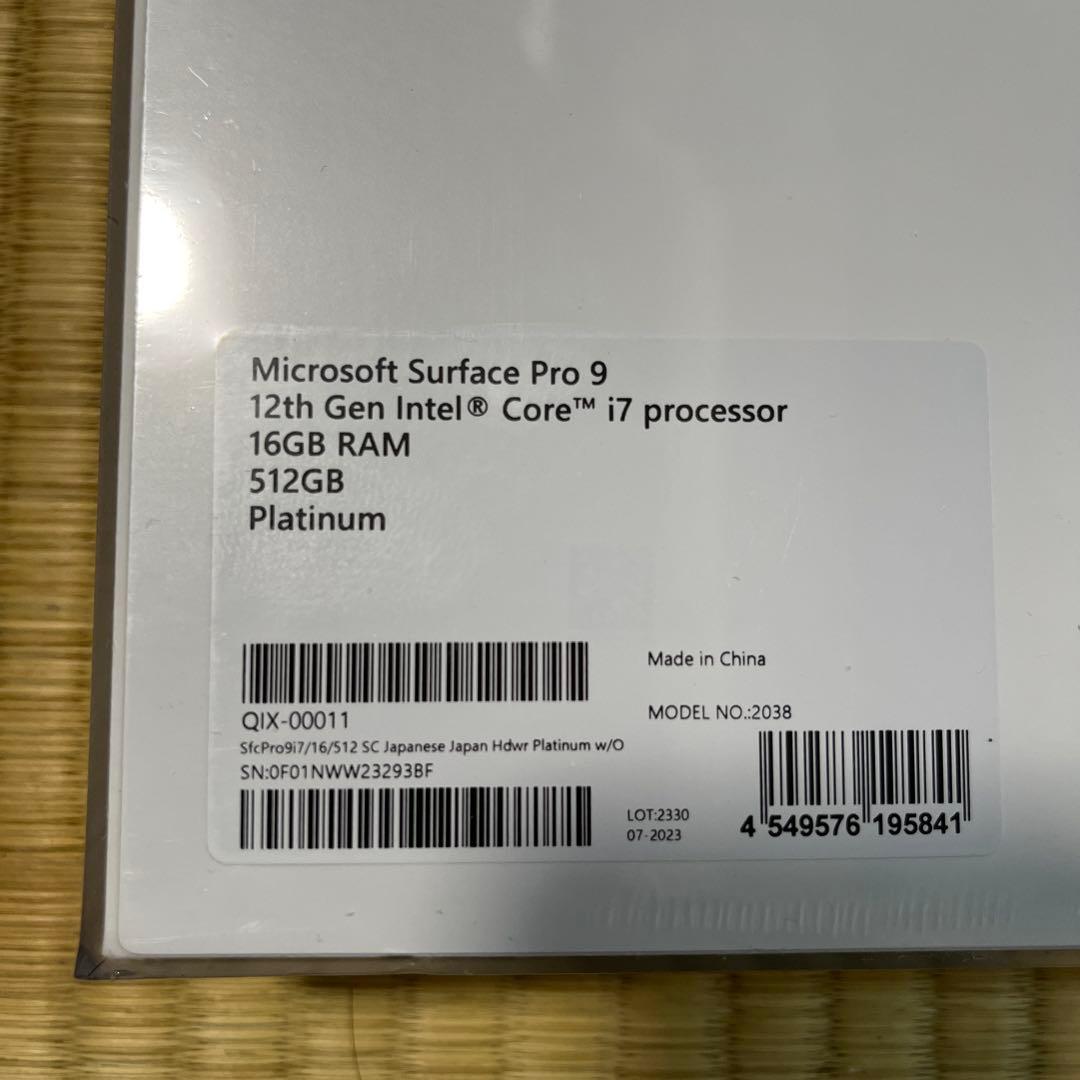 Microsoft Surface Pro 9
12th Gen Intel® Core™ i7 processor
16GB RAM
512GB
Platinum
QIX-00011
SfcPro9i7/16/512 SC Japanese Japan Hdwr Platinum w/O
SN:0F01NWW23293BF
Made in China
MODEL NO.:2038
LOT:2330
07-2023
4 549576 195841